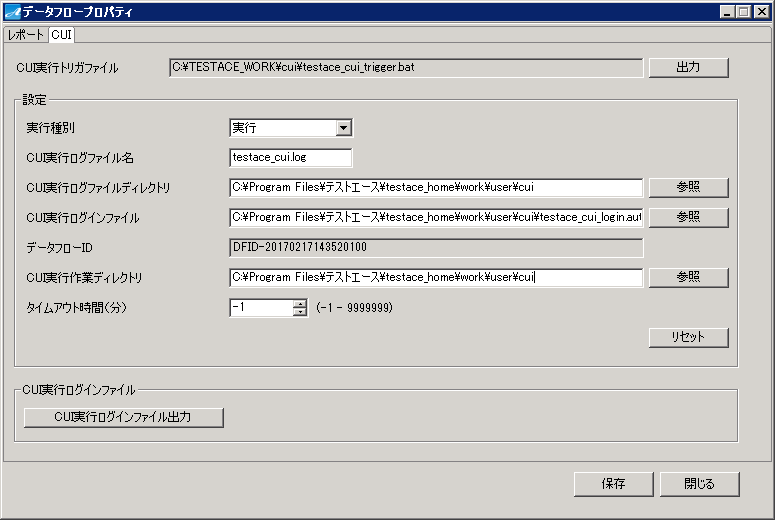 データフロープロパティ
レポート CUI
CUI実行トリガファイル C:¥TESTACE_WORK¥cui¥testace_cui_trigger.bat 出力
設定
実行種別 実行
CUI実行ログファイル名 testace_cui.log
CUI実行ログファイルディレクトリ C:¥Program Files¥テストエース¥testace_home¥work¥user¥cui 参照
CUI実行ログインファイル C:¥Program Files¥テストエース¥testace_home¥work¥user¥cui¥testace_cui_login.aut 参照
データフローID DFID-20170217143520100
CUI実行作業ディレクトリ C:¥Program Files¥テストエース¥testace_home¥work¥user¥cui 参照
タイムアウト時間(分) -1 (-1 - 9999999)
リセット
CUI実行ログインファイル
CUI実行ログインファイル出力
保存 閉じる